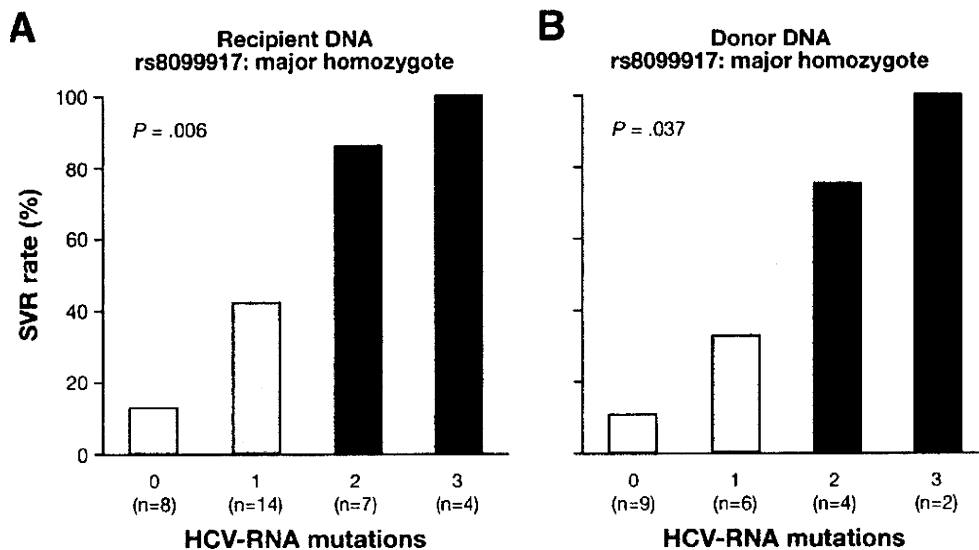 A
Recipient DNA
rs8099917: major homozygote
P = .006
SVR rate (%)
100
80
60
40
20
0
0 1 2 3
(n=8) (n=14) (n=7) (n=4)
HCV-RNA mutations
B
Donor DNA
rs8099917: major homozygote
P = .037
0 1 2 3
(n=9) (n=6) (n=4) (n=2)
HCV-RNA mutations